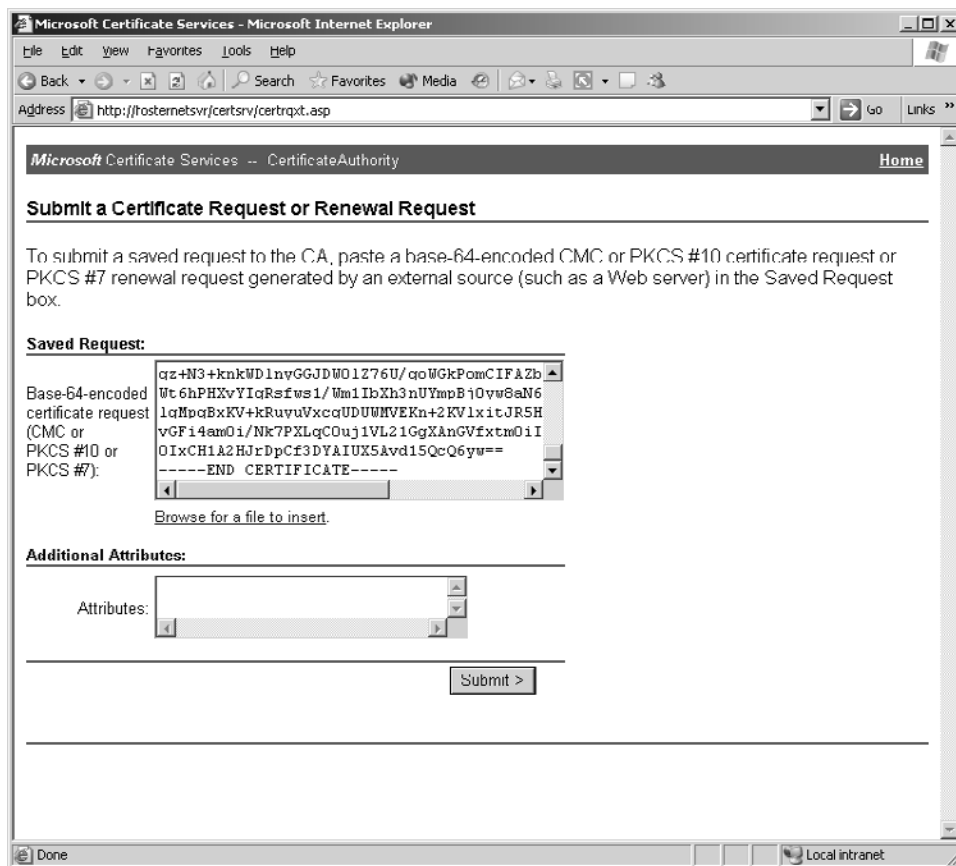 Microsoft Certificate Services - Microsoft Internet Explorer
File Edit View Favorites Tools Help
Back Search Favorites Media
Address http://fosternetsvr/certsrv/certrqxt.asp Go Links »
Microsoft Certificate Services -- CertificateAuthority Home
Submit a Certificate Request or Renewal Request
To submit a saved request to the CA, paste a base-64-encoded CMC or PKCS #10 certificate request or
PKCS #7 renewal request generated by an external source (such as a Web server) in the Saved Request
box.
Saved Request:
Base-64-encoded
certificate request
(CMC or
PKCS #10 or
PKCS #7):
qz+N3+knkWDlnyGGJDWOlZ76U/qoWGkPomCIFAZb
Wt6hPHXvYIqRsfws1/Wm1IbXh3nUYmpBjOyw8aN6
lqMpqBxKV+kRuyuVxcqUDUWMVEKn+2KVlxitJR5H
vGFi4amOi/Nk7PXLqCOuj1VL21GgXAnGVfxtmOiI
OIxCH1A2HJrDpCf3DYAIUX5Avd15QcQ6yw==
-----END CERTIFICATE-----
Browse for a file to insert.
Additional Attributes:
Attributes:
Submit >
Done Local intranet